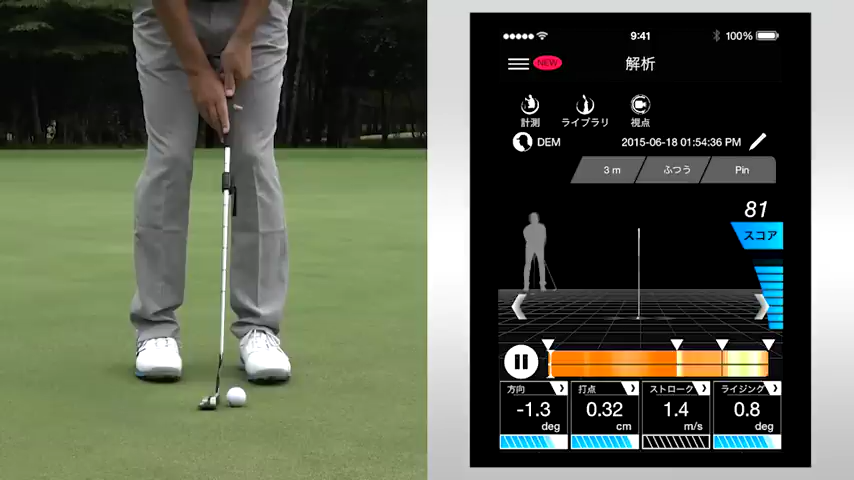 9:41
100%
NEW
解析
計測 ライブラリ 視点
DEM 2015-06-18 01:54:36 PM
3 m ふつう Pin
81
スコア
方向 打点 ストローク ライジング
-1.3 0.32 1.4 0.8
deg cm m/s deg